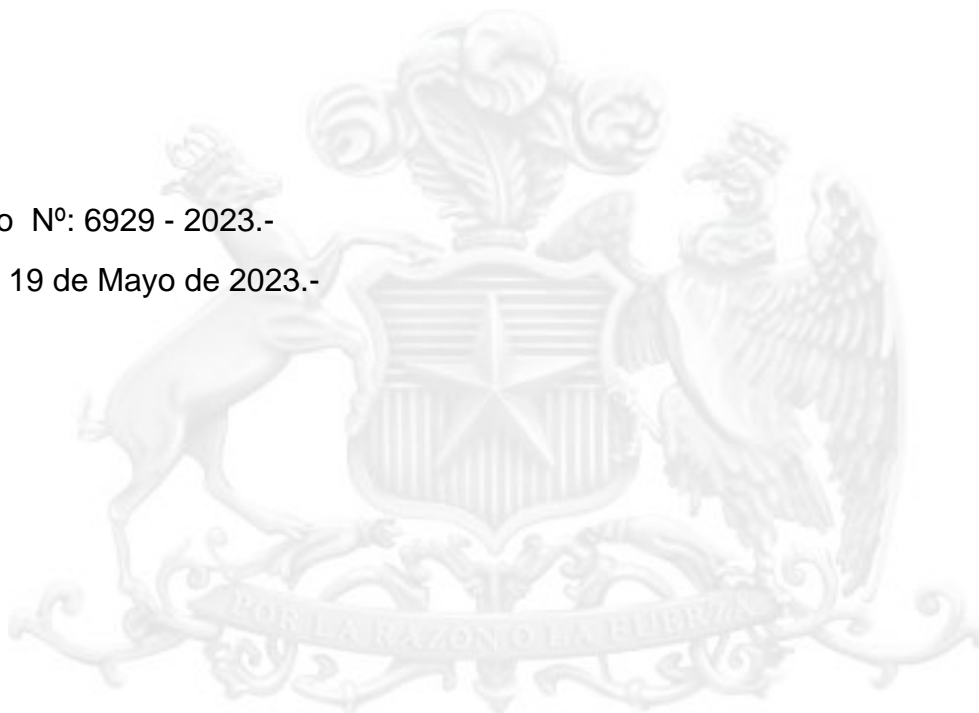 o Nº: 6929 - 2023.-
19 de Mayo de 2023.-
POR LA RAZON O LA FUERZA